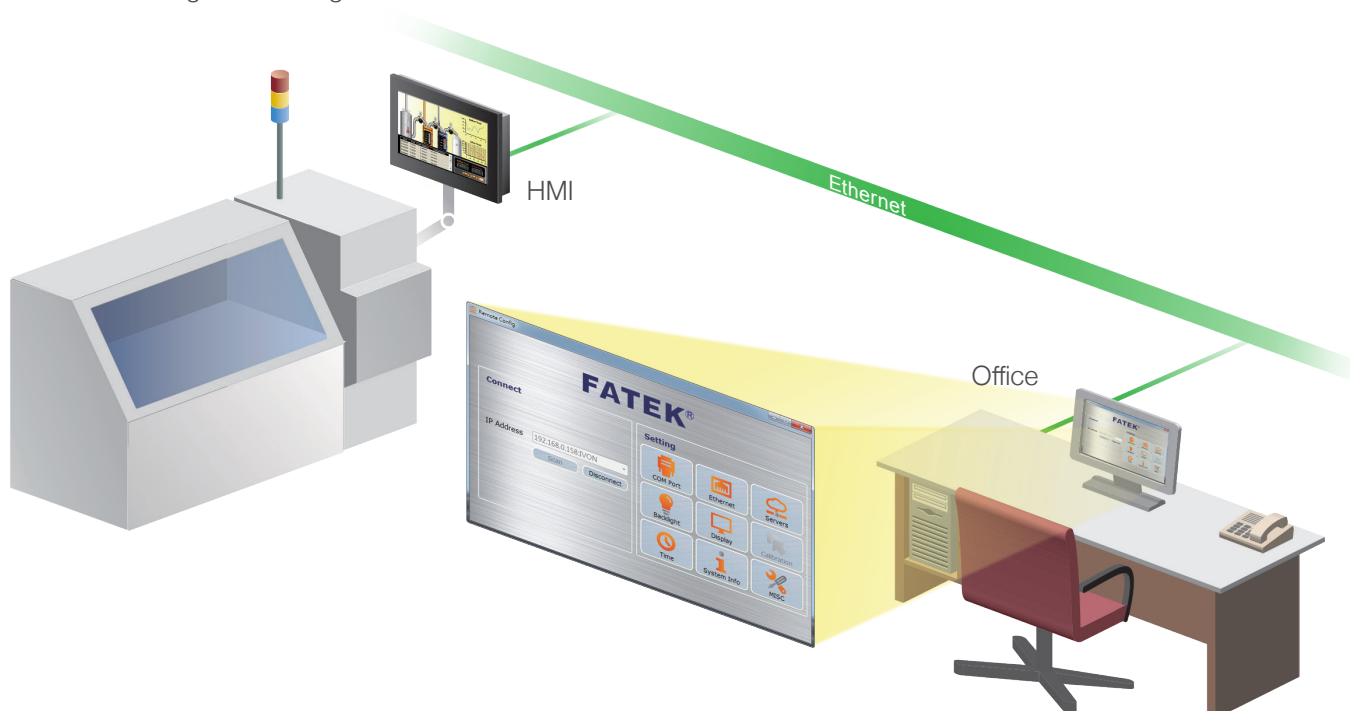 HMI
Ethernet
Office
Remote Config
FATEK®
Connect
IP Address
192.168.0.158:IVON
Scan
Disconnect
Setting
COM Port
Ethernet
Servers
Backlight
Display
Calibration
Time
System Info
MISC
FATEK